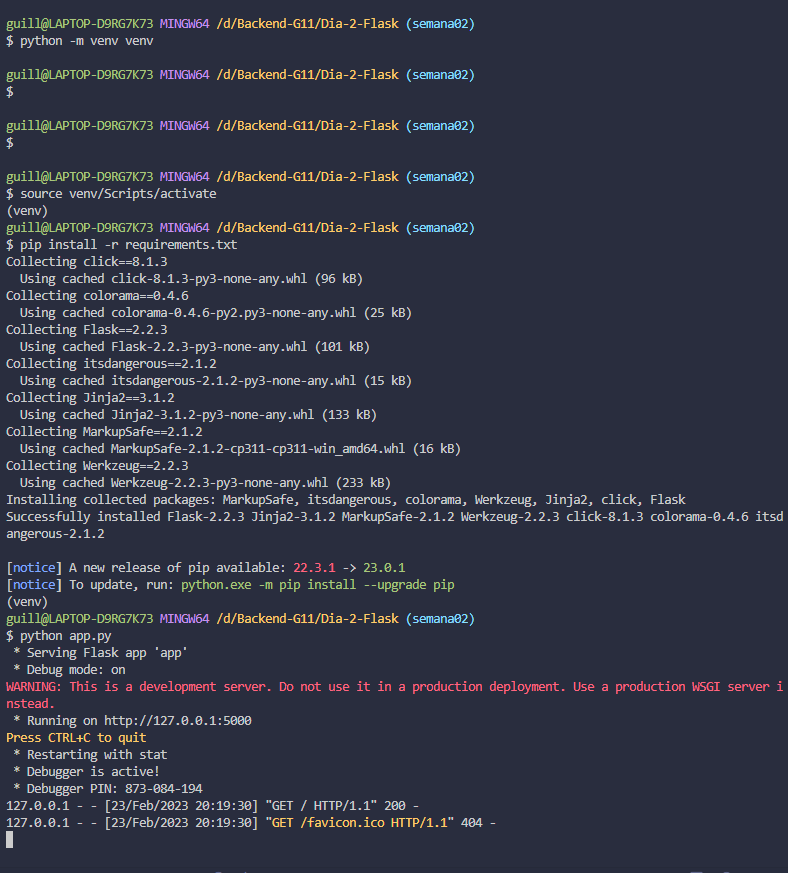 guill@LAPTOP-D9RG7K73 MINGW64 /d/Backend-G11/Dia-2-Flask (semana02)
$ python -m venv venv
guill@LAPTOP-D9RG7K73 MINGW64 /d/Backend-G11/Dia-2-Flask (semana02)
$
guill@LAPTOP-D9RG7K73 MINGW64 /d/Backend-G11/Dia-2-Flask (semana02)
$
guill@LAPTOP-D9RG7K73 MINGW64 /d/Backend-G11/Dia-2-Flask (semana02)
$ source venv/Scripts/activate
(venv)
guill@LAPTOP-D9RG7K73 MINGW64 /d/Backend-G11/Dia-2-Flask (semana02)
$ pip install -r requirements.txt
Collecting click==8.1.3
  Using cached click-8.1.3-py3-none-any.whl (96 kB)
Collecting colorama==0.4.6
  Using cached colorama-0.4.6-py2.py3-none-any.whl (25 kB)
Collecting Flask==2.2.3
  Using cached Flask-2.2.3-py3-none-any.whl (101 kB)
Collecting itsdangerous==2.1.2
  Using cached itsdangerous-2.1.2-py3-none-any.whl (15 kB)
Collecting Jinja2==3.1.2
  Using cached Jinja2-3.1.2-py3-none-any.whl (133 kB)
Collecting MarkupSafe==2.1.2
  Using cached MarkupSafe-2.1.2-cp311-cp311-win_amd64.whl (16 kB)
Collecting Werkzeug==2.2.3
  Using cached Werkzeug-2.2.3-py3-none-any.whl (233 kB)
Installing collected packages: MarkupSafe, itsdangerous, colorama, Werkzeug, Jinja2, click, Flask
Successfully installed Flask-2.2.3 Jinja2-3.1.2 MarkupSafe-2.1.2 Werkzeug-2.2.3 click-8.1.3 colorama-0.4.6 itsd
angerous-2.1.2
[notice] A new release of pip available: 22.3.1 -> 23.0.1
[notice] To update, run: python.exe -m pip install --upgrade pip
(venv)
guill@LAPTOP-D9RG7K73 MINGW64 /d/Backend-G11/Dia-2-Flask (semana02)
$ python app.py
 * Serving Flask app 'app'
 * Debug mode: on
WARNING: This is a development server. Do not use it in a production deployment. Use a production WSGI server i
nstead.
 * Running on http://127.0.0.1:5000
Press CTRL+C to quit
 * Restarting with stat
 * Debugger is active!
 * Debugger PIN: 873-084-194
127.0.0.1 - - [23/Feb/2023 20:19:30] "GET / HTTP/1.1" 200 -
127.0.0.1 - - [23/Feb/2023 20:19:30] "GET /favicon.ico HTTP/1.1" 404 -